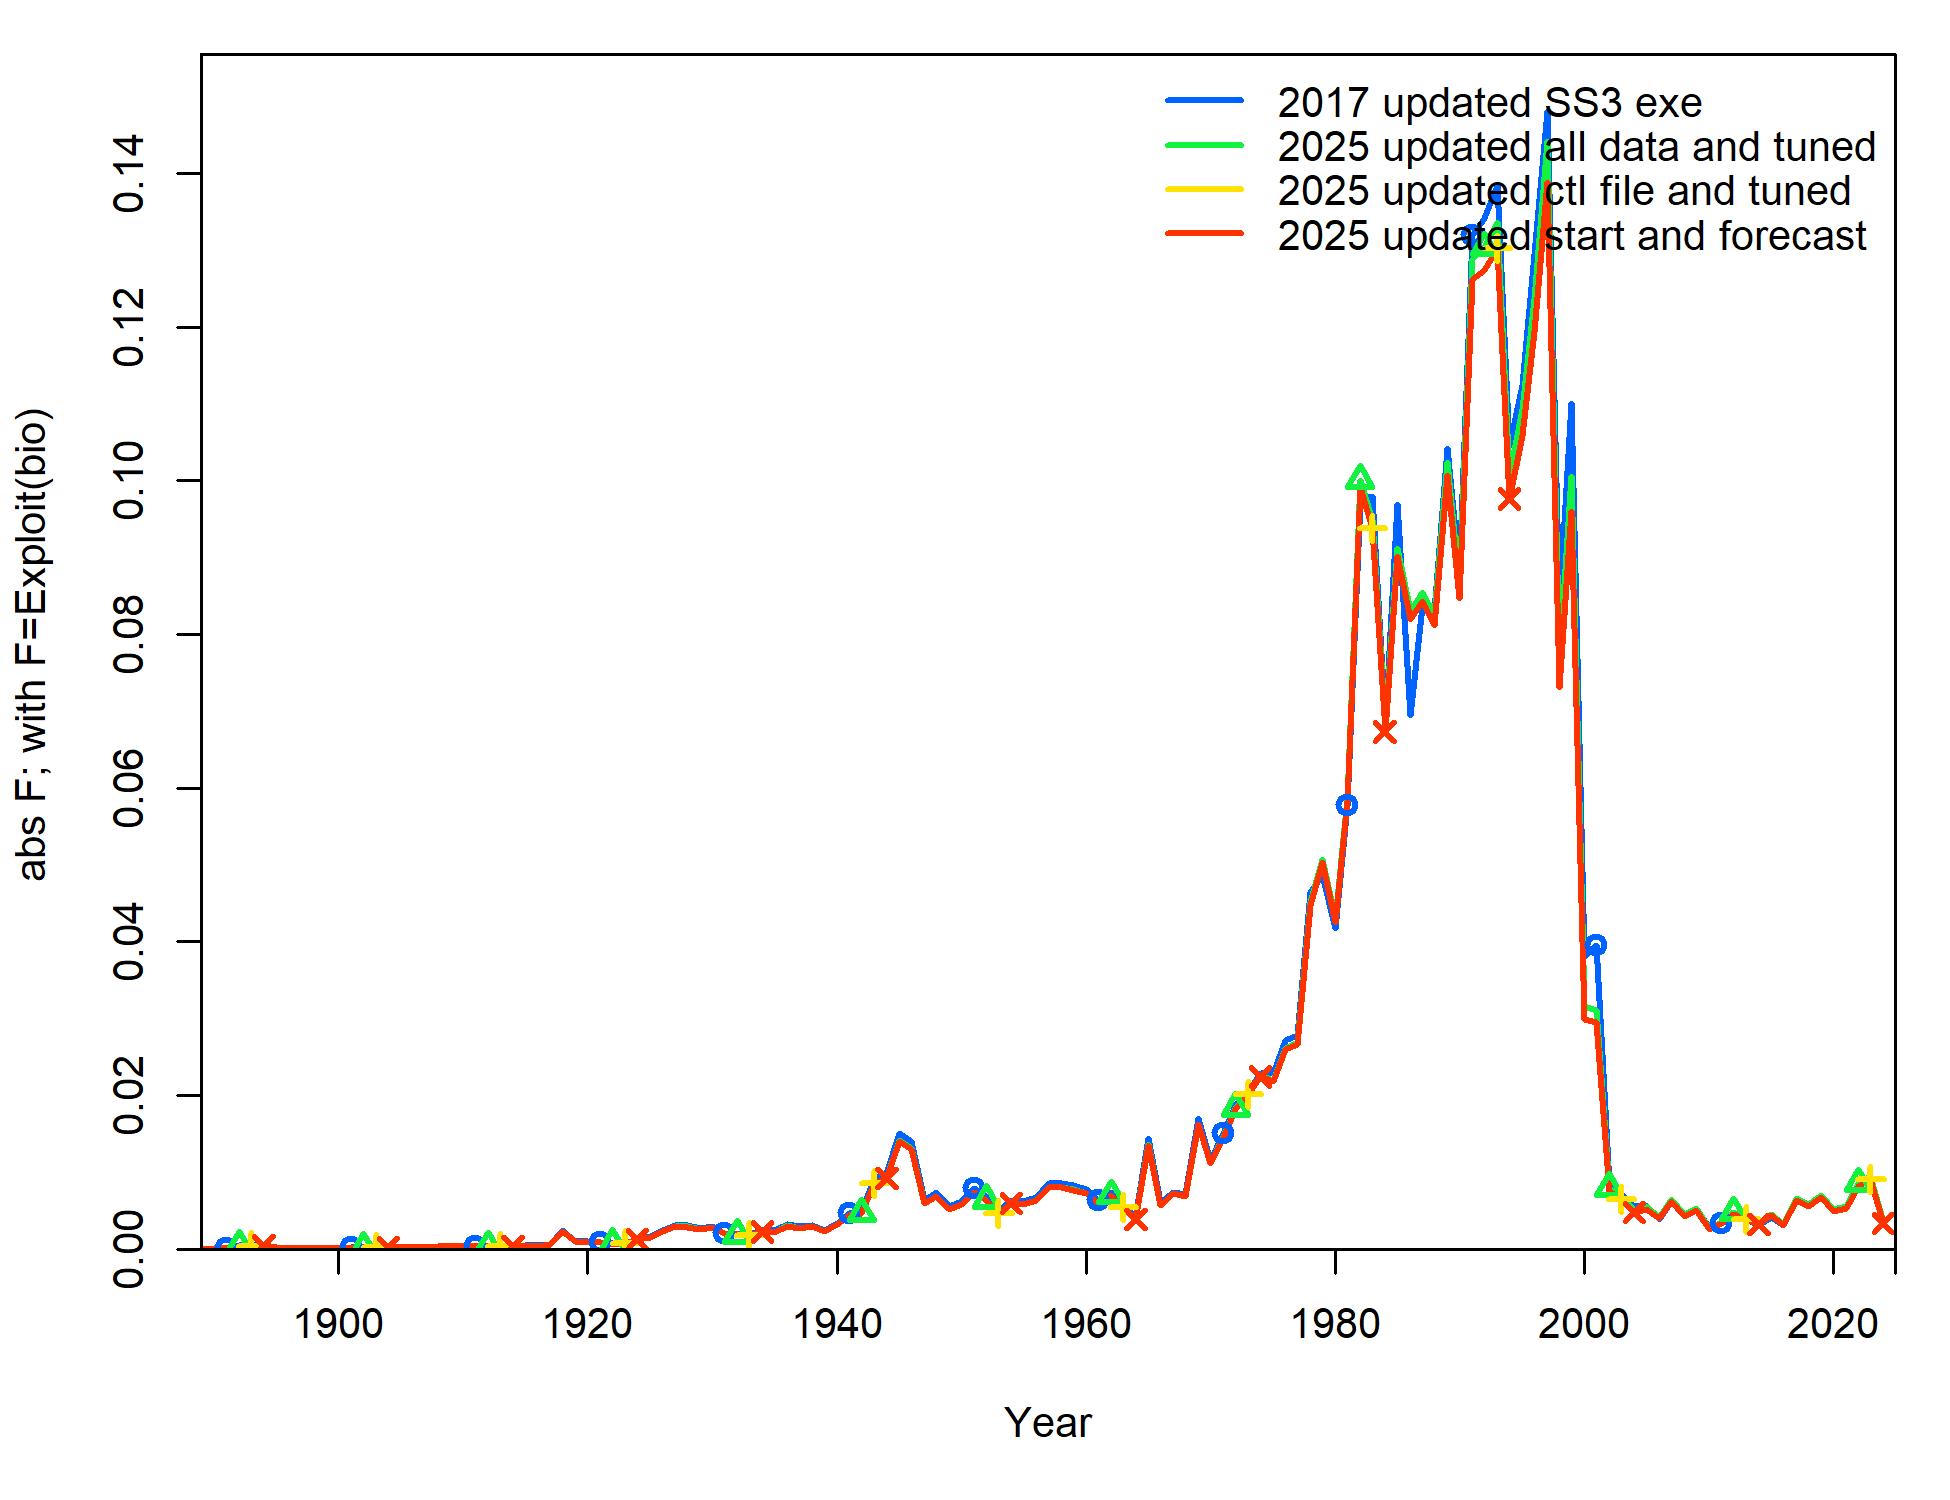 2017 updated SS3 exe
2025 updated all data and tuned
2025 updated ctl file and tuned
2025 updated start and forecast
abs F; with F=Exploit(bio)
0.14
0.12
0.10
0.08
0.06
0.04
0.02
0.00
1900 1920 1940 1960 1980 2000 2020
Year